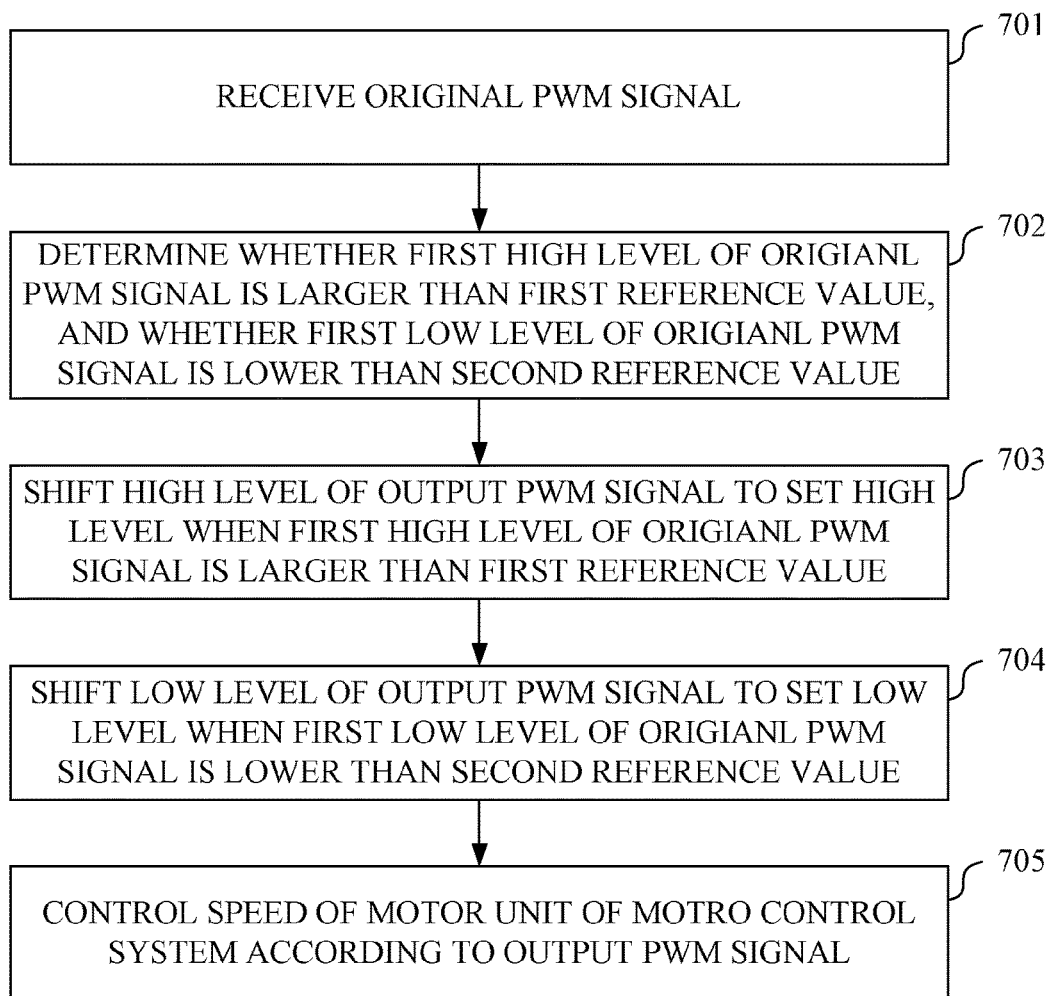 701
RECEIVE ORIGINAL PWM SIGNAL
702
DETERMINE WHETHER FIRST HIGH LEVEL OF ORIGIANL
PWM SIGNAL IS LARGER THAN FIRST REFERENCE VALUE,
AND WHETHER FIRST LOW LEVEL OF ORIGIANL PWM
SIGNAL IS LOWER THAN SECOND REFERENCE VALUE
703
SHIFT HIGH LEVEL OF OUTPUT PWM SIGNAL TO SET HIGH
LEVEL WHEN FIRST HIGH LEVEL OF ORIGIANL PWM
SIGNAL IS LARGER THAN FIRST REFERENCE VALUE
704
SHIFT LOW LEVEL OF OUTPUT PWM SIGNAL TO SET LOW
LEVEL WHEN FIRST LOW LEVEL OF ORIGIANL PWM
SIGNAL IS LOWER THAN SECOND REFERENCE VALUE
705
CONTROL SPEED OF MOTOR UNIT OF MOTRO CONTROL
SYSTEM ACCORDING TO OUTPUT PWM SIGNAL